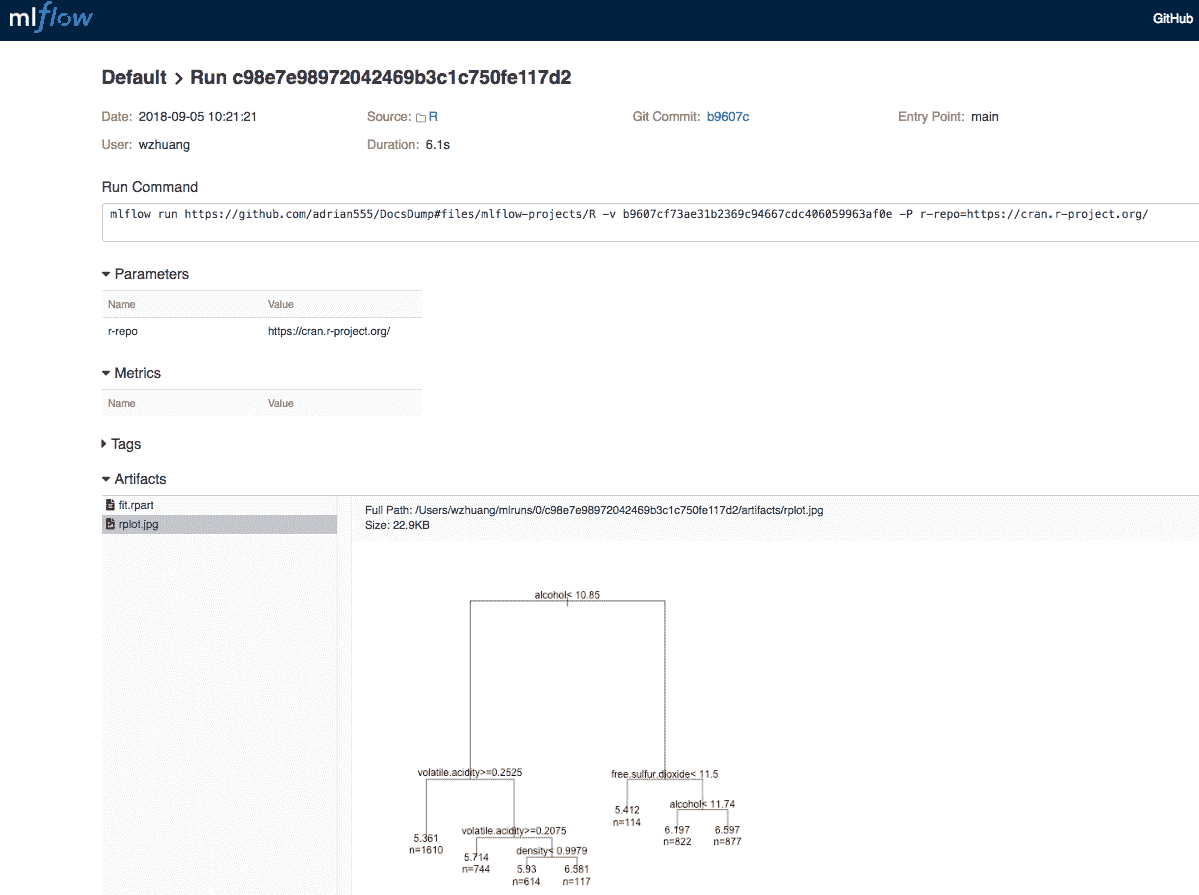 mlflow
GitHub
Default > Run c98e7e98972042469b3c1c750fe117d2
Date: 2018-09-05 10:21:21
Source: R
Git Commit: b9607c
Entry Point: main
User: wzhuang
Duration: 6.1s
Run Command
mlflow run https://github.com/adrian555/DocsDump#files/mlflow-projects/R -v b9607cf73ae31b2369c94667cdc406059963af0e -P r-repo=https://cran.r-project.org/
Parameters
Name Value
r-repo https://cran.r-project.org/
Metrics
Name Value
Tags
Artifacts
fit.rpart
rplot.jpg
Full Path: /Users/wzhuang/mlruns/0/c98e7e98972042469b3c1c750fe117d2/artifacts/rplot.jpg
Size: 22.9KB
alcohol< 10.85
volatile.acidity>=0.2525
free.sulfur.dioxide< 11.5
5.361
n=1610
volatile.acidity>=0.2075
5.714
n=744
density< 0.9979
5.93
n=614
6.581
n=117
5.412
n=114
alcohol< 11.74
6.197
n=822
6.597
n=877